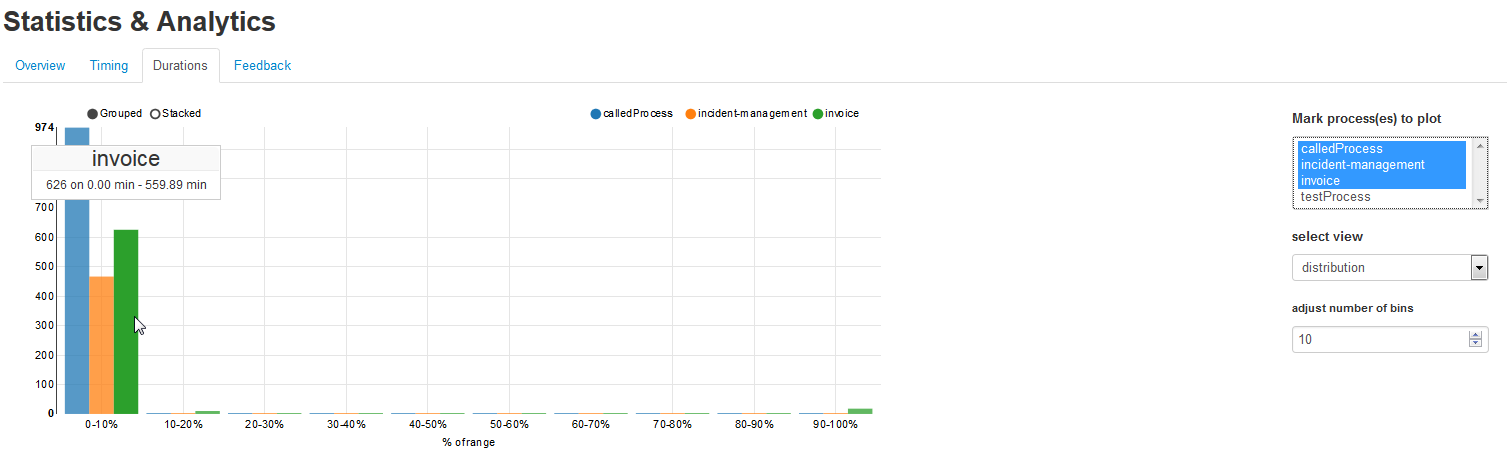 Statistics & Analytics
Overview Timing Durations Feedback
Grouped Stacked calledProcess incident-management invoice
974
invoice
626 on 0.00 min - 559.89 min
700
600
500
400
300
200
100
0
0-10% 10-20% 20-30% 30-40% 40-50% 50-60% 60-70% 70-80% 80-90% 90-100%
% of range
Mark process(es) to plot
calledProcess
incident-management
invoice
testProcess
select view
distribution
adjust number of bins
10